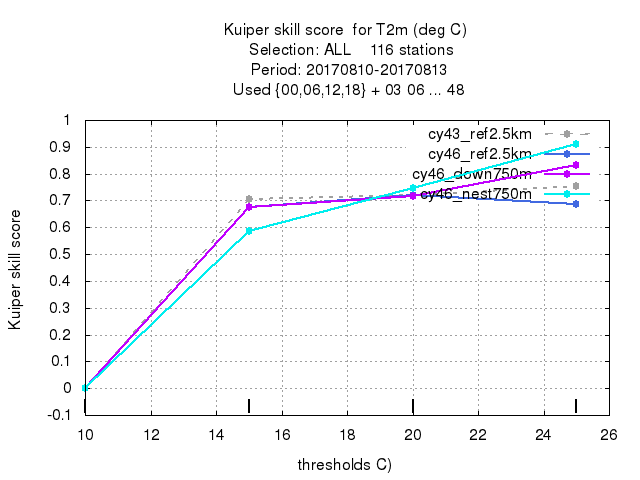 Kuiper skill score  for T2m (deg C)
Selection: ALL    116 stations
Period: 20170810-20170813
Used {00,06,12,18} + 03 06 ... 48
1
0.9
0.8
0.7
0.6
0.5
0.4
0.3
0.2
0.1
0
-0.1
Kuiper skill score
cy43_ref2.5km
cy46_ref2.5km
cy46_down750m
cy46_nest750m
10 12 14 16 18 20 22 24 26
thresholds C)